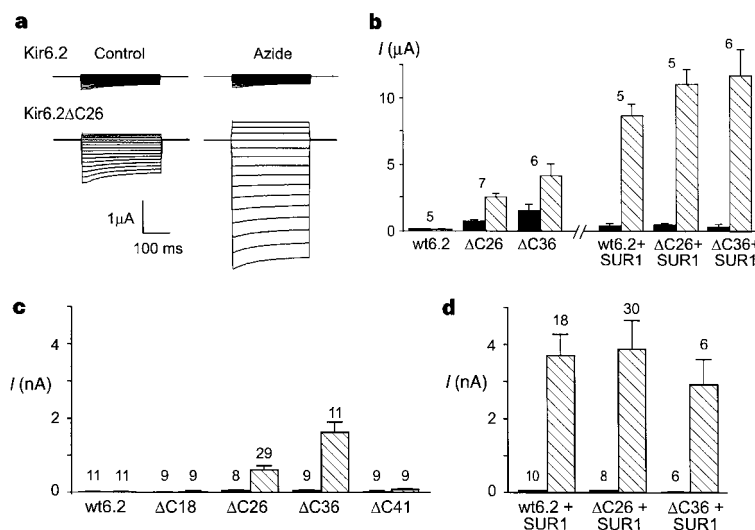 a
Kir6.2 Control Azide
Kir6.2ΔC26
1μA
100 ms
b
I (μA)
10
5
0
5
7
6
5
5
6
wt6.2 ΔC26 ΔC36 wt6.2+ ΔC26+ ΔC36+
SUR1 SUR1 SUR1
c
I (nA)
4
2
0
11 11 9 9 8 29 9 11 9 9
wt6.2 ΔC18 ΔC26 ΔC36 ΔC41
d
I (nA)
4
2
0
10 18 8 30 6 6
wt6.2 + ΔC26 + ΔC36 +
SUR1 SUR1 SUR1